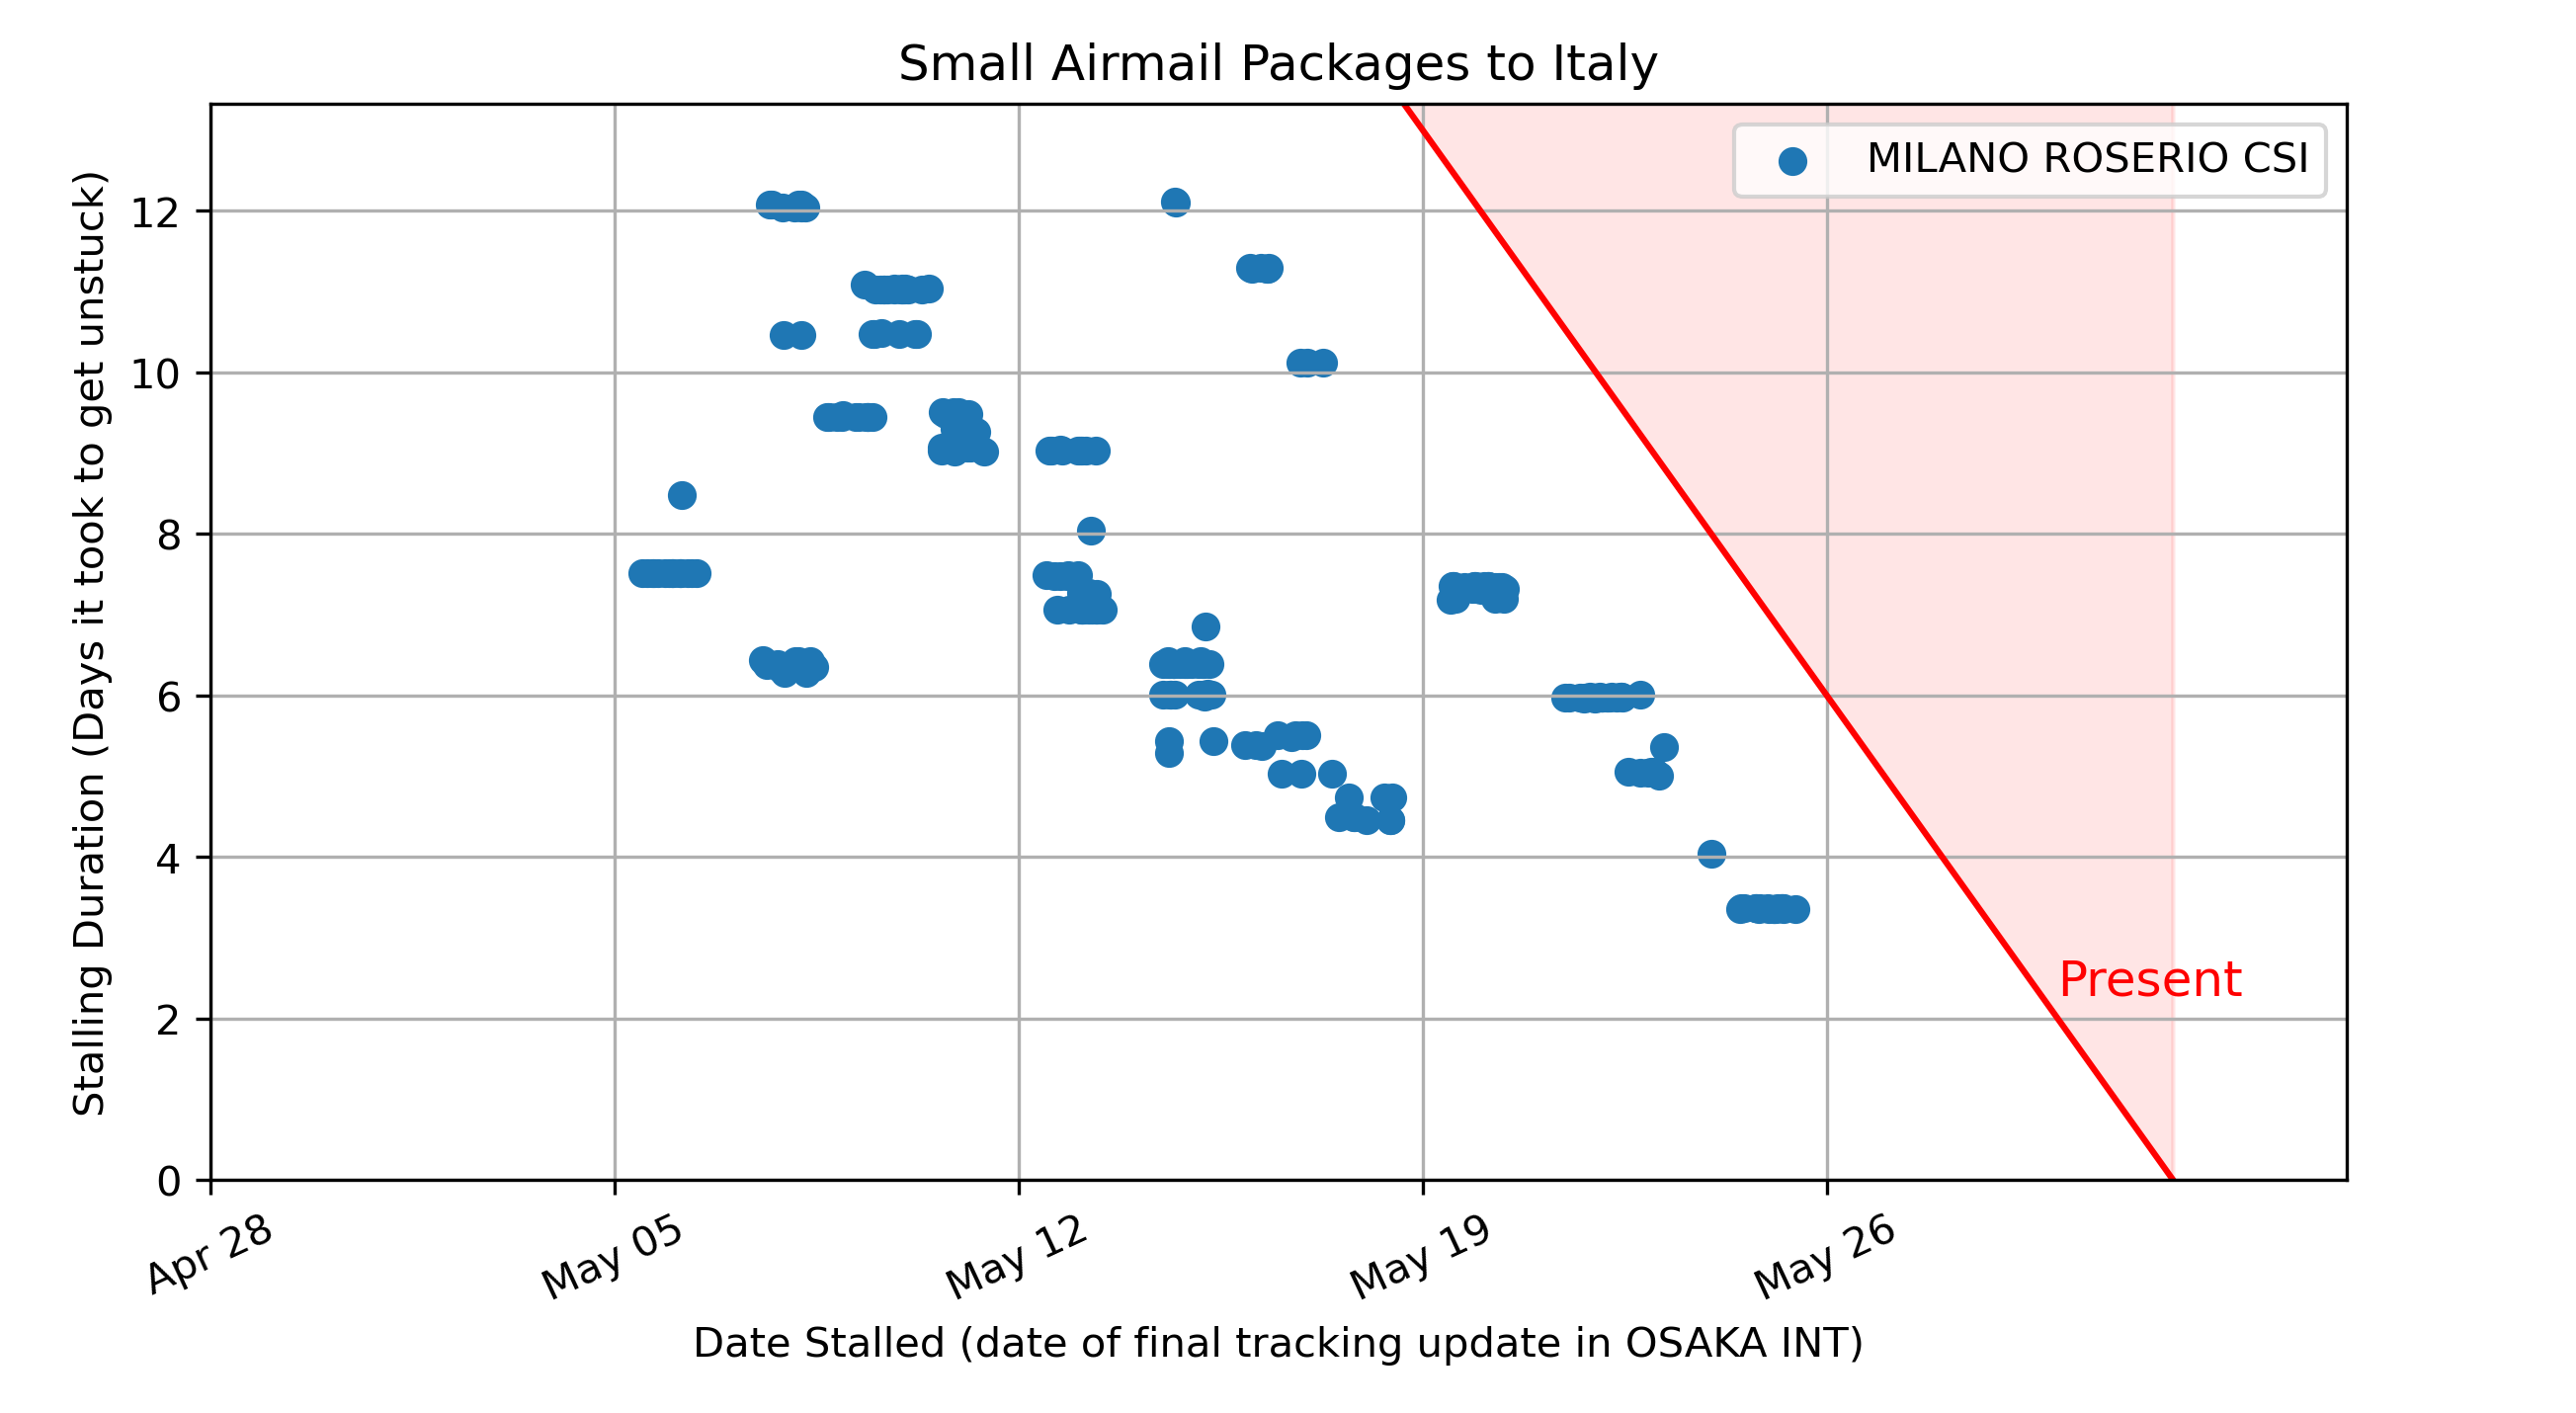 Small Airmail Packages to Italy
MILANO ROSERIO CSI
Stalling Duration (Days it took to get unstuck)
12
10
8
6
4
2
0
Present
Apr 28
May 05
May 12
May 19
May 26
Date Stalled (date of final tracking update in OSAKA INT)